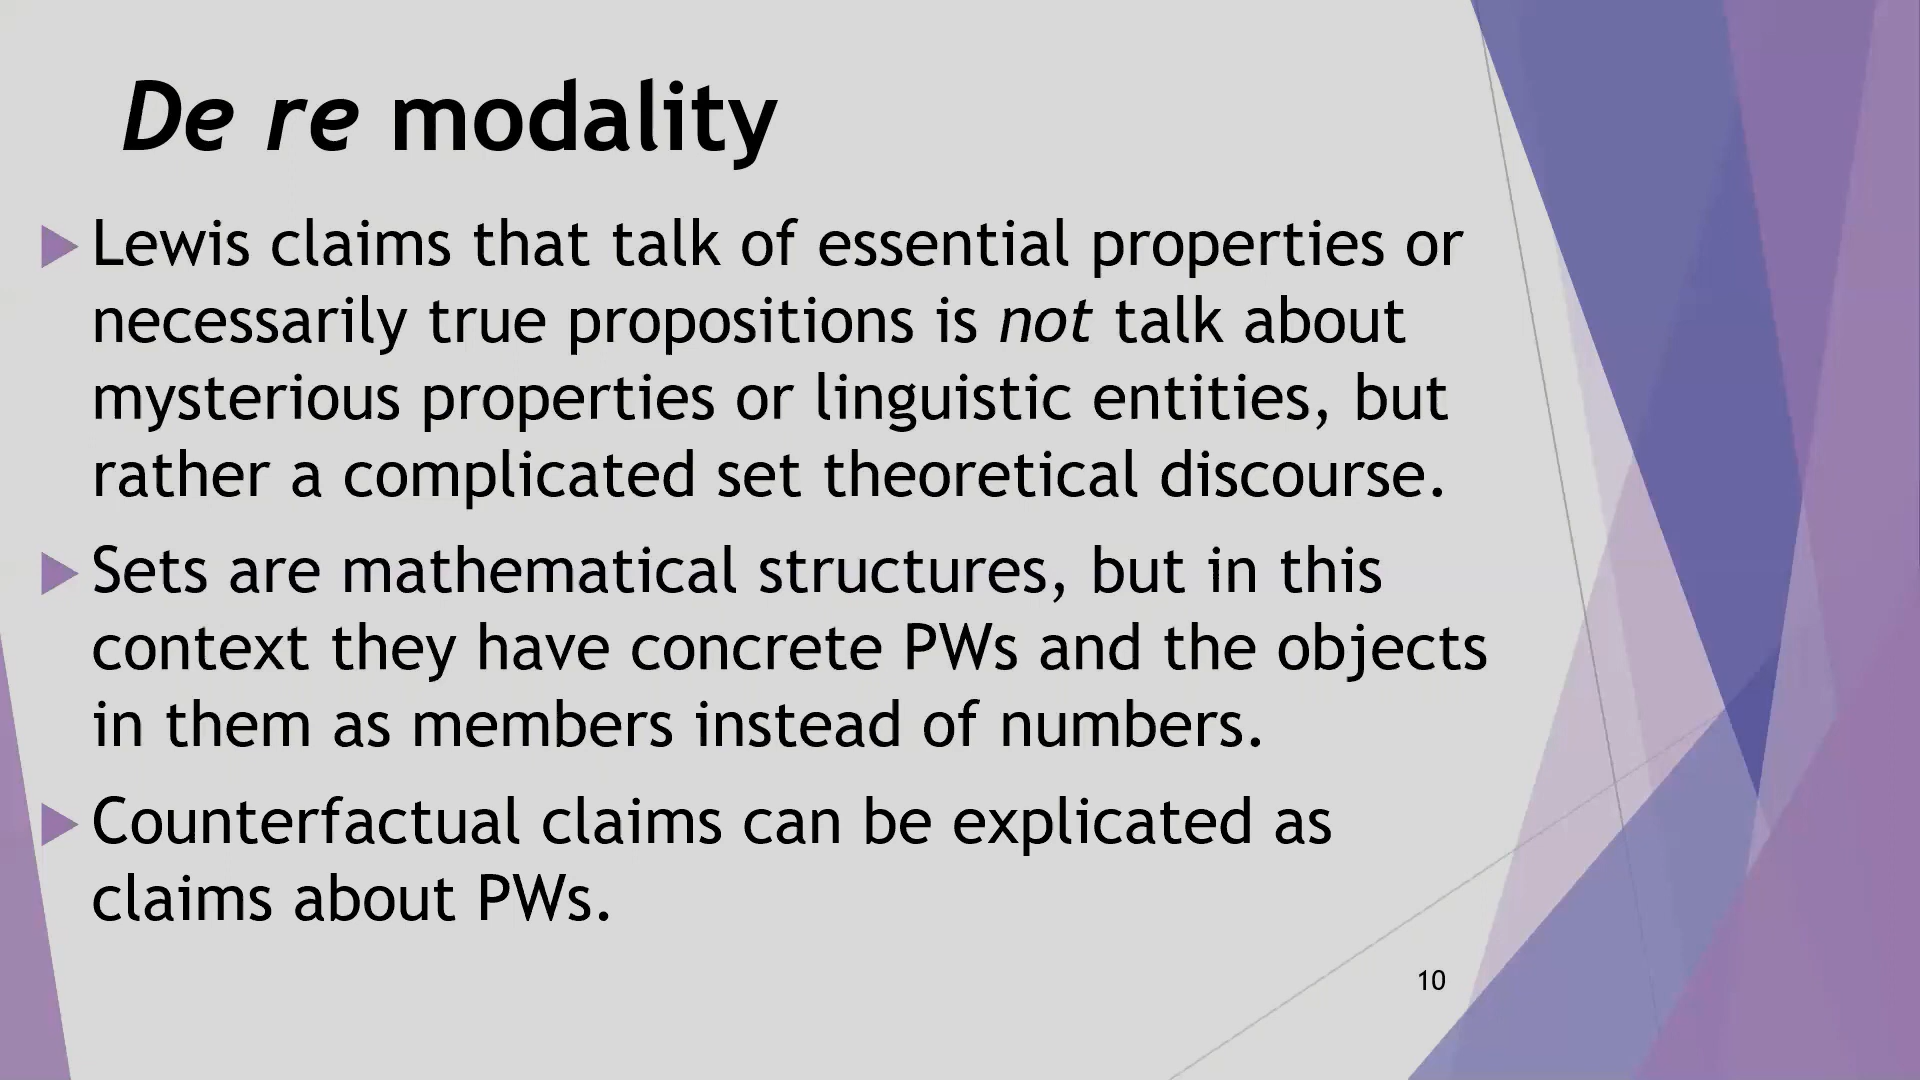 De re modality
Lewis claims that talk of essential properties or
necessarily true propositions is not talk about
mysterious properties or linguistic entities, but
rather a complicated set theoretical discourse.
Sets are mathematical structures, but in this
context they have concrete PWs and the objects
in them as members instead of numbers.
Counterfactual claims can be explicated as
claims about PWs.
10